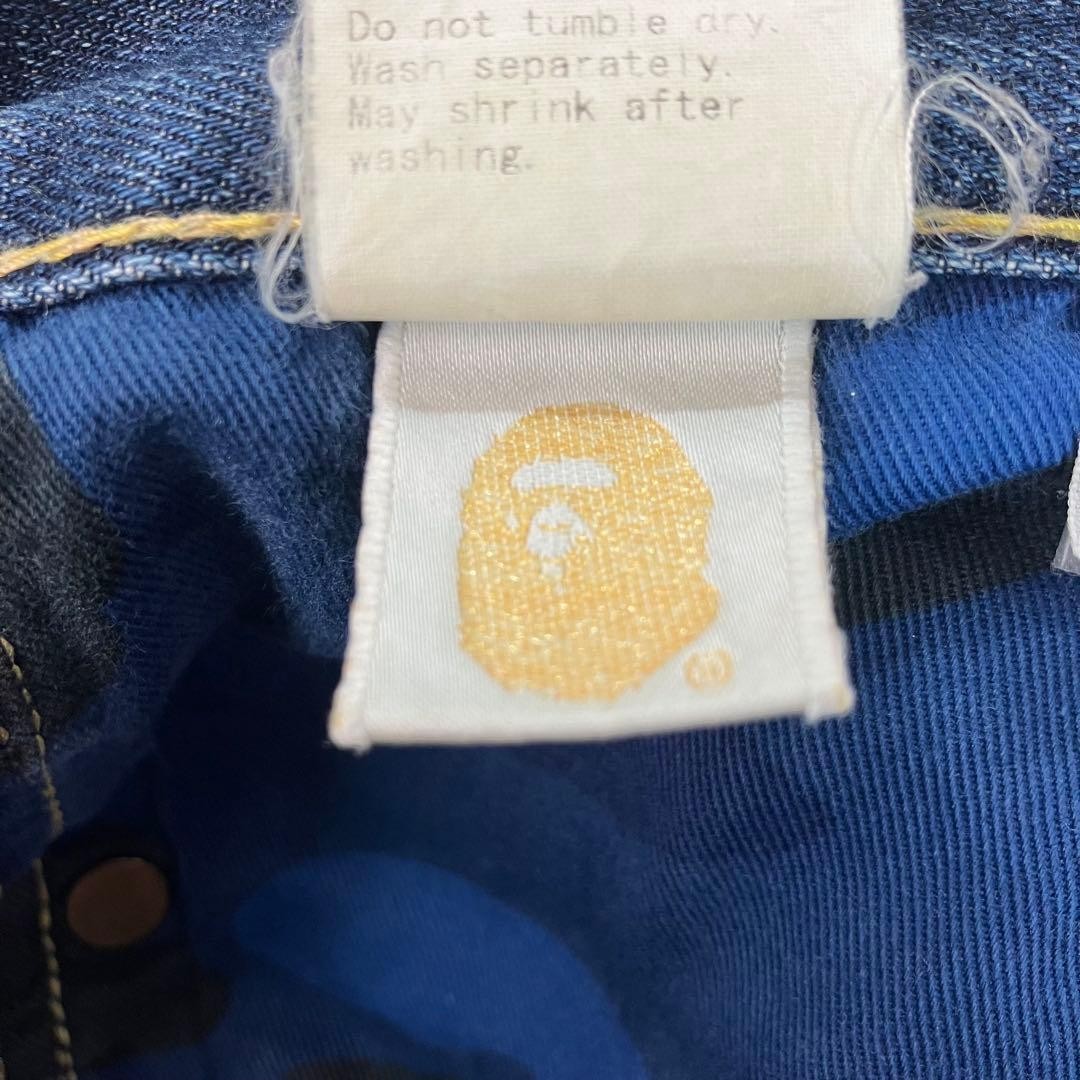 Do not tumble dry.
Wash separately.
May shrink after
washing.